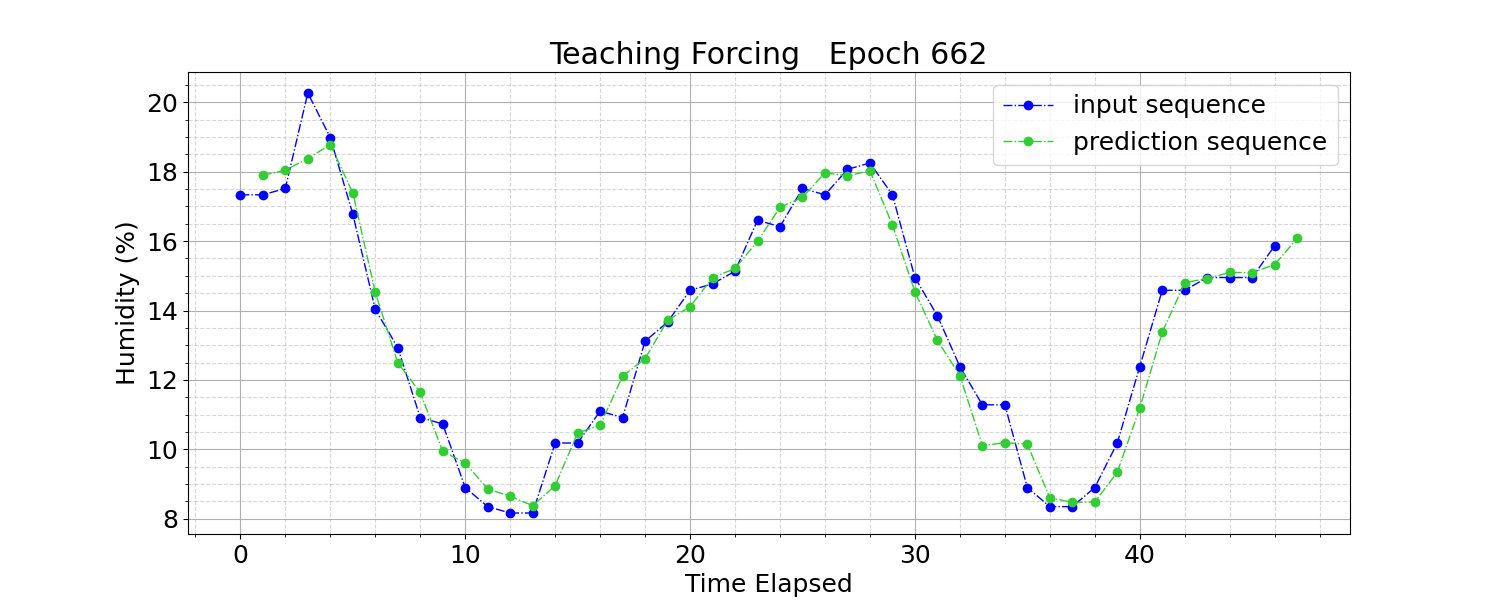 Teaching Forcing   Epoch 662
input sequence
prediction sequence
Humidity (%)
20
18
16
14
12
10
8
0 10 20 30 40
Time Elapsed